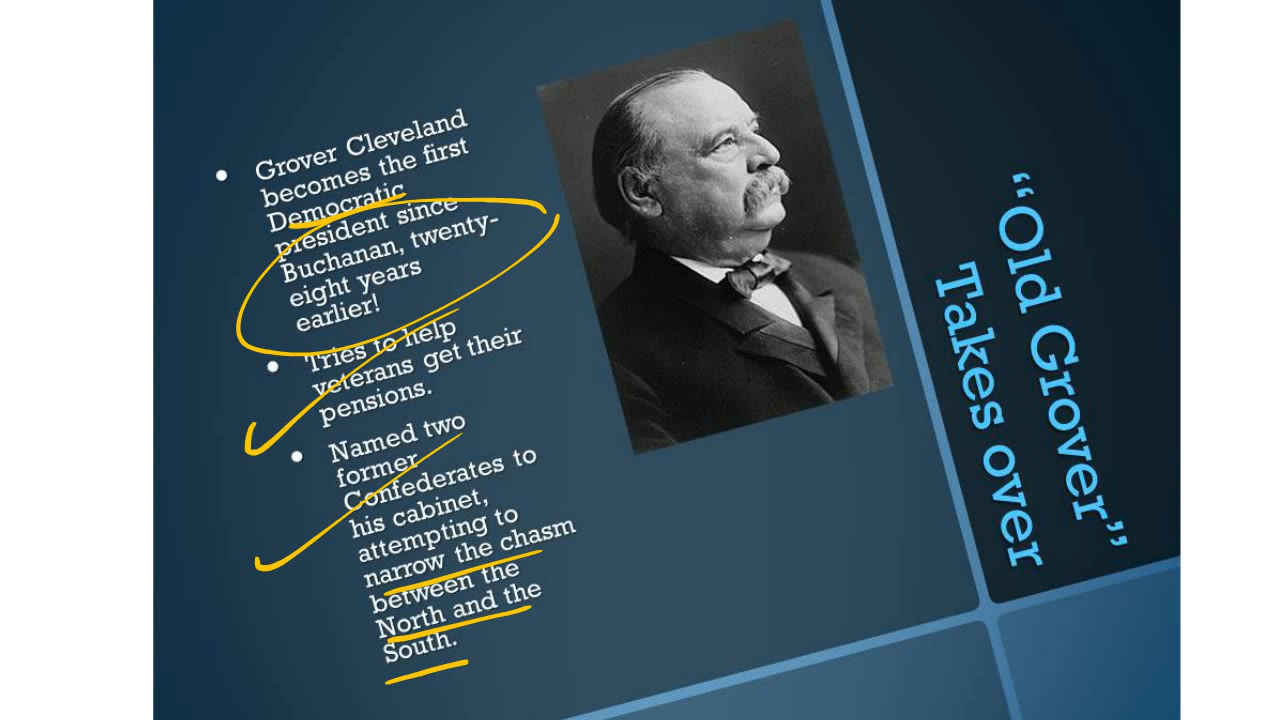 “Old Grover”
Takes over
• Grover Cleveland
becomes the first
Democratic
president since
Buchanan, twenty-
eight years
earlier!
• Tries to help
veterans get their
pensions.
• Named two
former
Confederates to
his cabinet,
attempting to
narrow the chasm
between the
North and the
South.